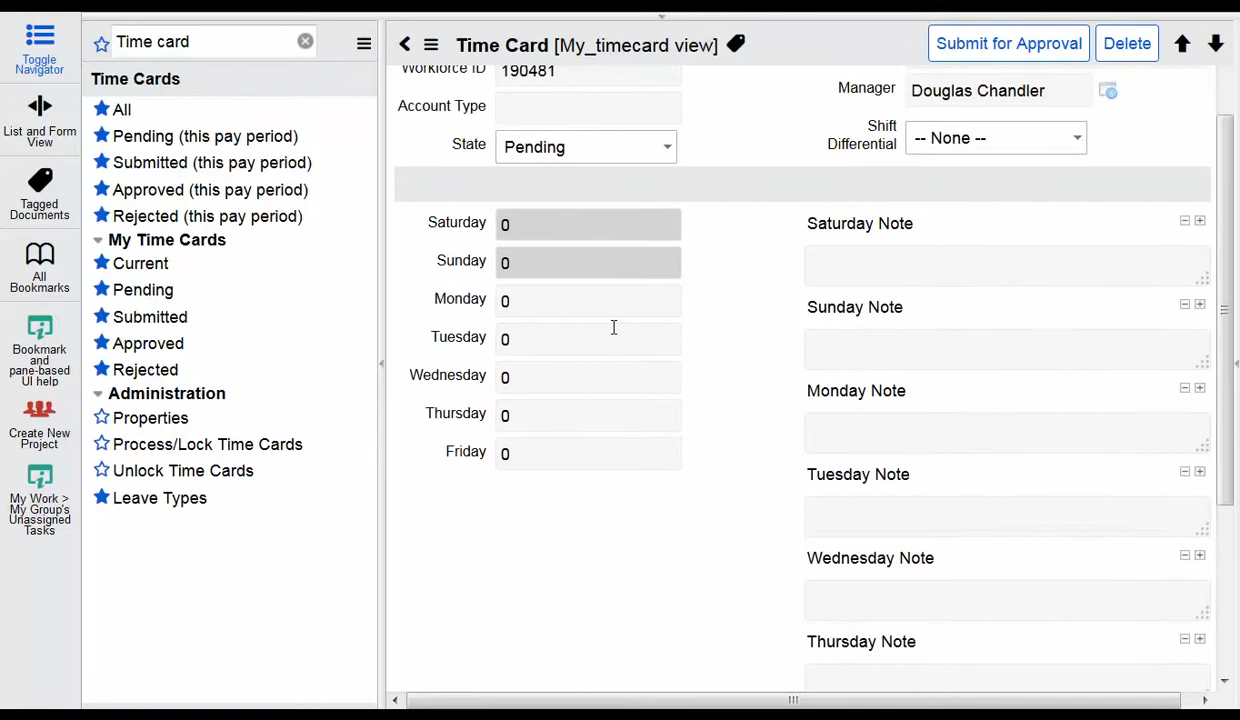 Toggle
Navigator
List and Form
View
Tagged
Documents
All
Bookmarks
Bookmark
and
pane-based
UI help
Create New
Project
My Work >
My Group's
Unassigned
Tasks
Time card
Time Cards
All
Pending (this pay period)
Submitted (this pay period)
Approved (this pay period)
Rejected (this pay period)
My Time Cards
Current
Pending
Submitted
Approved
Rejected
Administration
Properties
Process/Lock Time Cards
Unlock Time Cards
Leave Types
Time Card [My_timecard view]
Submit for Approval
Delete
Workforce ID 190481
Account Type
State Pending
Manager Douglas Chandler
Shift
Differential -- None --
Saturday 0
Sunday 0
Monday 0
Tuesday 0
Wednesday 0
Thursday 0
Friday 0
Saturday Note
Sunday Note
Monday Note
Tuesday Note
Wednesday Note
Thursday Note